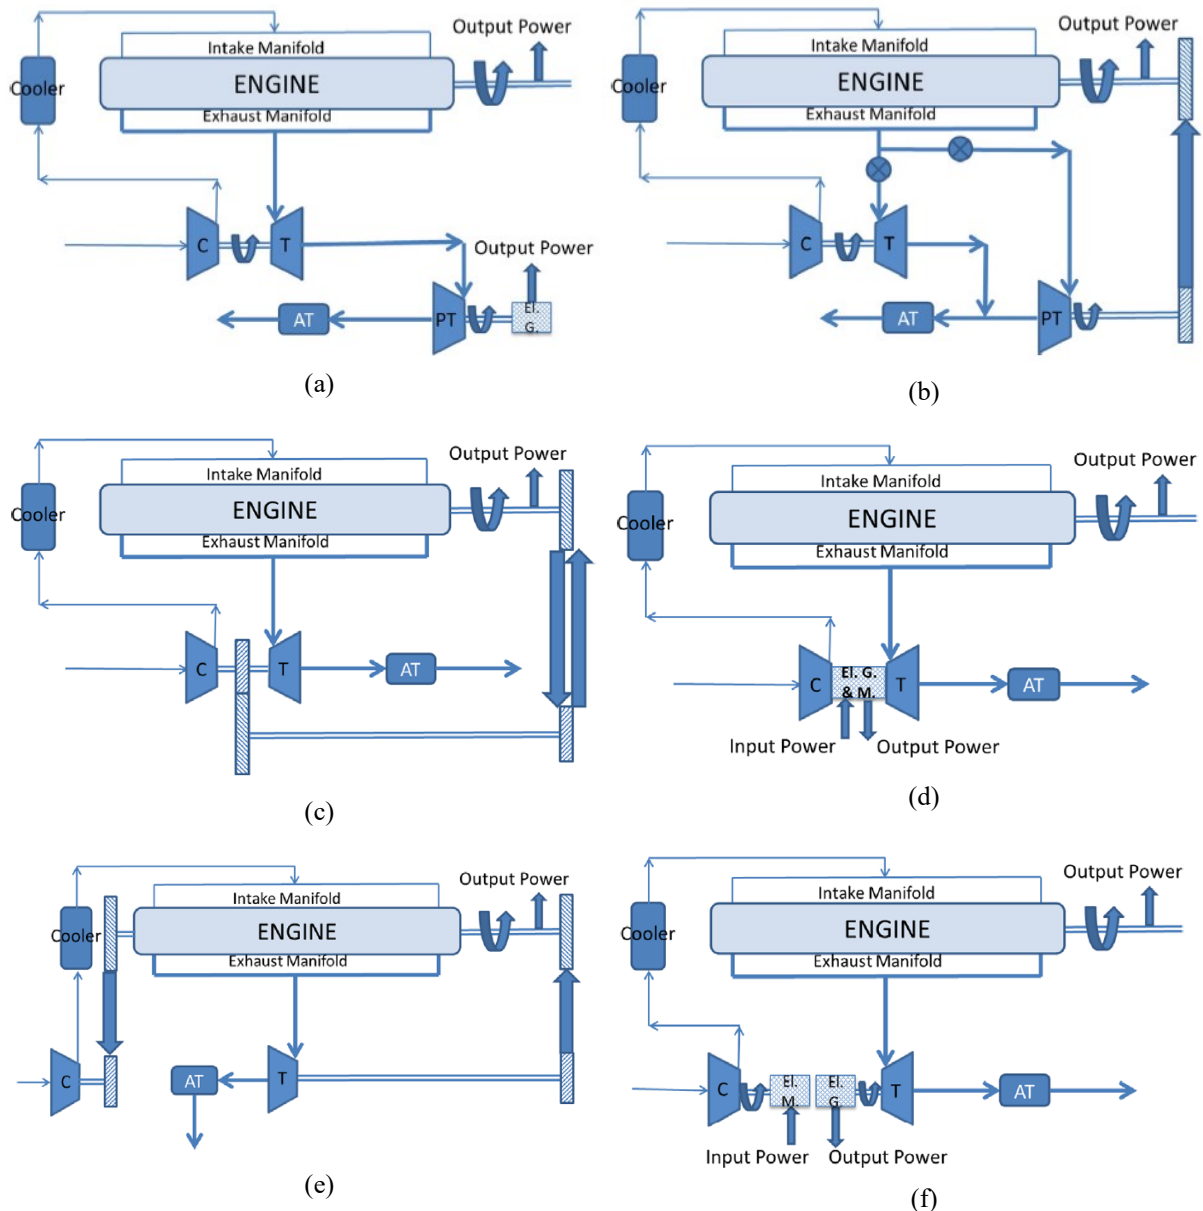 Output Power
Intake Manifold
ENGINE
Cooler
Exhaust Manifold
C
T
Output Power
El.
G.
PT
AT
(a)
Output Power
Intake Manifold
ENGINE
Cooler
Exhaust Manifold
C
T
AT
PT
(b)
Output Power
Intake Manifold
ENGINE
Cooler
Exhaust Manifold
C
T
AT
(c)
Output Power
Intake Manifold
ENGINE
Cooler
Exhaust Manifold
El. G.
& M.
C
T
AT
Input Power
Output Power
(d)
Output Power
Intake Manifold
ENGINE
Cooler
Exhaust Manifold
C
AT
T
(e)
Output Power
Intake Manifold
ENGINE
Cooler
Exhaust Manifold
C
El.
M.
El.
G.
T
AT
Input Power
Output Power
(f)